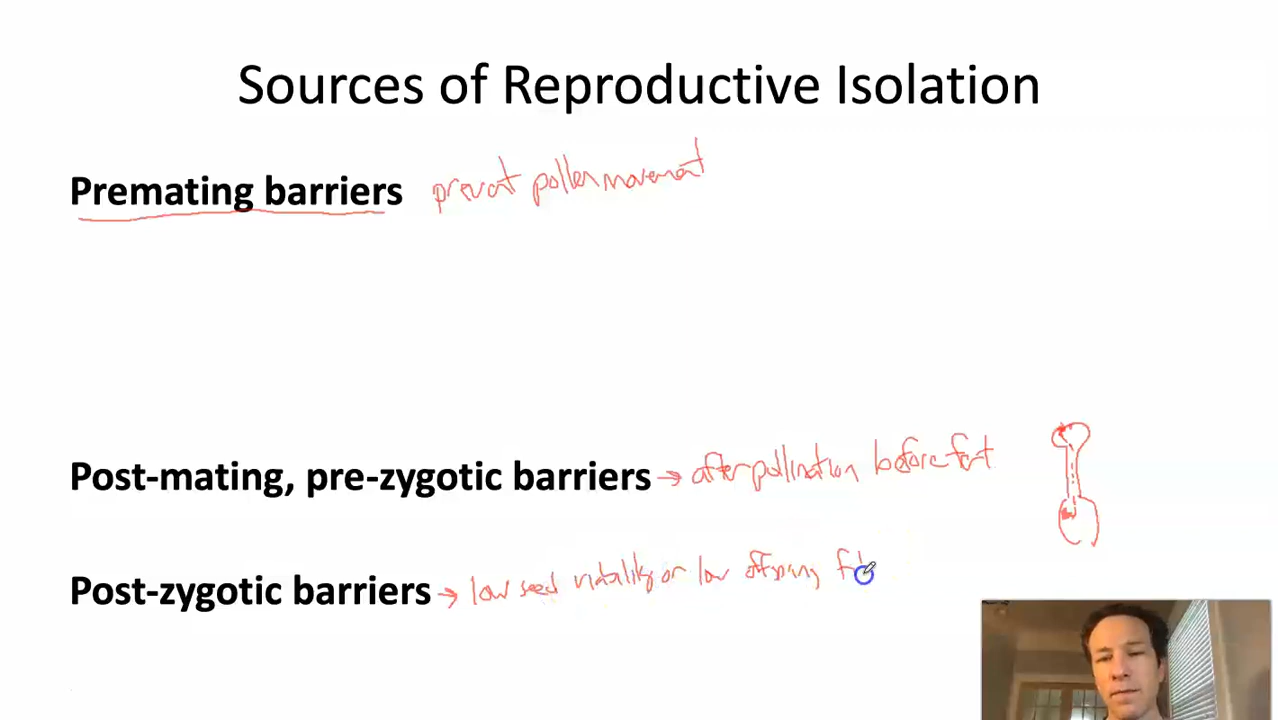 Sources of Reproductive Isolation
Premating barriers prevent pollen movement
Post-mating, pre-zygotic barriers → after pollination before fert
Post-zygotic barriers → low seed viability or low offspring